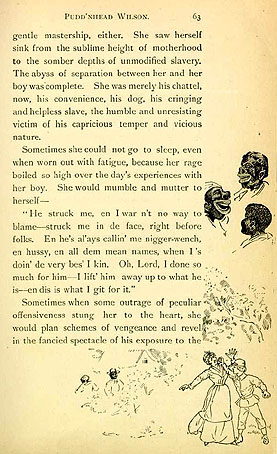 PUDD'NHEAD WILSON. 63
gentle mastership, either. She saw herself
sink from the sublime height of motherhood
to the somber depths of unmodified slavery.
The abyss of separation between her and her
boy was complete. She was merely his chattel,
now, his convenience, his dog, his cringing
and helpless slave, the humble and unresisting
victim of his capricious temper and vicious
nature.
Sometimes she could not go to sleep, even
when worn out with fatigue, because her rage
boiled so high over the day's experiences with
her boy. She would mumble and mutter to
herself—
"He struck me, en I war n't no way to
blame—struck me in de face, right before
folks. En he's al'ays callin' me nigger-wench,
en hussy, en all dem mean names, when I 's
doin' de very bes' I kin. Oh, Lord, I done so
much for him—I lift' him away up to what he
is—en dis is what I git for it."
Sometimes when some outrage of peculiar
offensiveness stung her to the heart, she
would plan schemes of vengeance and revel
in the fancied spectacle of his exposure to the